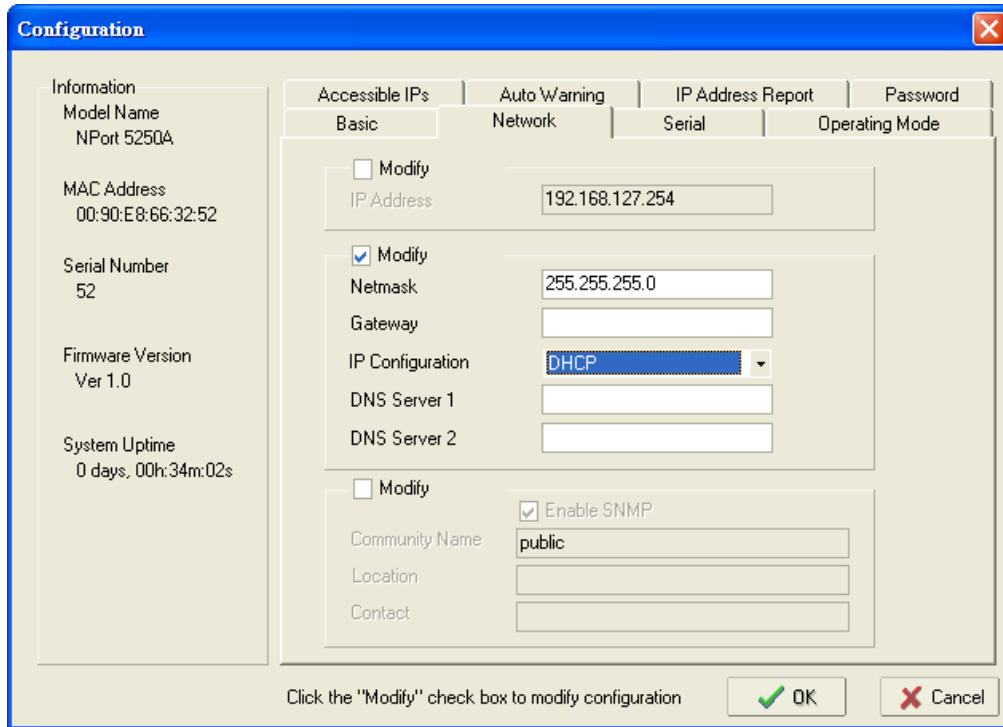 Configuration
Information
Model Name
NPort 5250A
MAC Address
00:90:E8:66:32:52
Serial Number
52
Firmware Version
Ver 1.0
System Uptime
0 days, 00h:34m:02s
Accessible IPs
Auto Warning
IP Address Report
Password
Basic
Network
Serial
Operating Mode
Modify
IP Address
192.168.127.254
Modify
Netmask
255.255.255.0
Gateway
IP Configuration
DHCP
DNS Server 1
DNS Server 2
Modify
Enable SNMP
Community Name
public
Location
Contact
Click the "Modify" check box to modify configuration
OK
Cancel